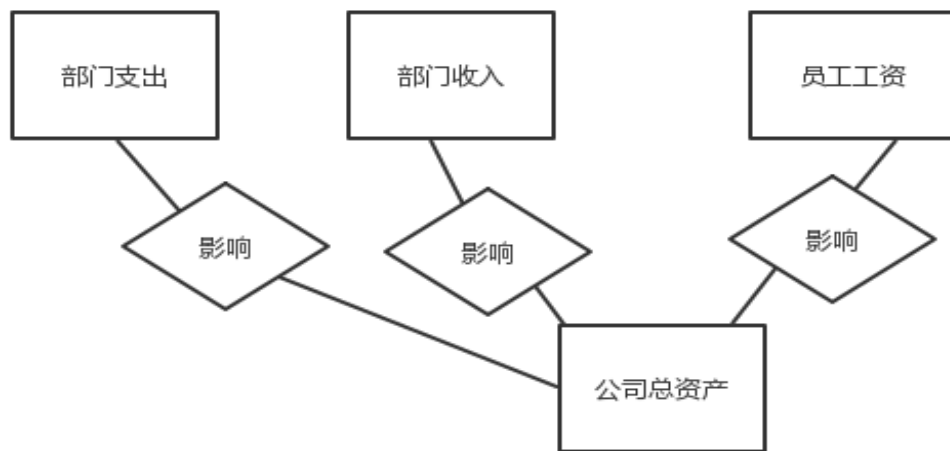 部门支出
部门收入
员工工资
影响
影响
影响
公司总资产